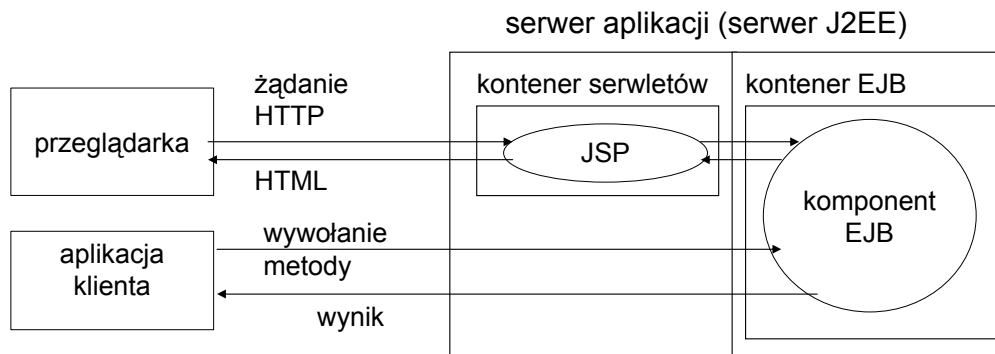 serwer aplikacji (serwer J2EE)
kontener serwletów
kontener EJB
żądanie
HTTP
przeglądarka
JSP
HTML
komponent
EJB
wywołanie
metody
aplikacja
klienta
wynik